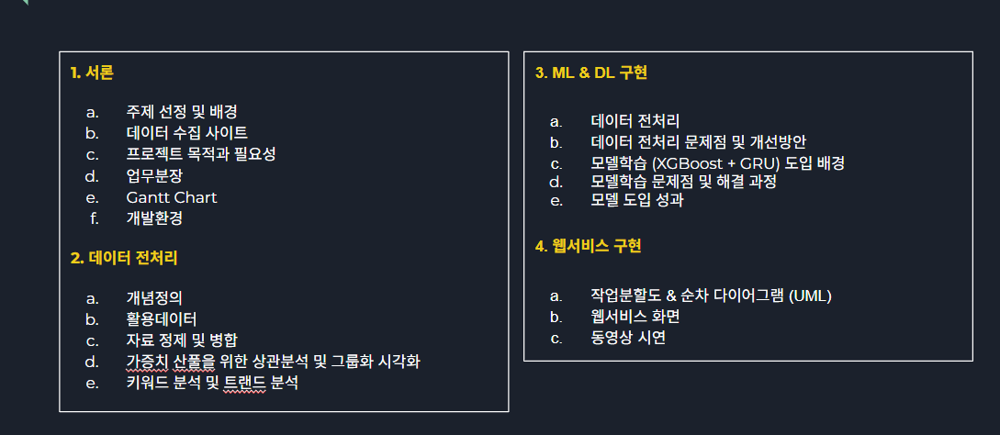 1. 서론
a. 주제 선정 및 배경
b. 데이터 수집 사이트
c. 프로젝트 목적과 필요성
d. 업무분장
e. Gantt Chart
f. 개발환경
2. 데이터 전처리
a. 개념정의
b. 활용데이터
c. 자료 정제 및 병합
d. 가증치 산풀을 위한 상관분석 및 그룹화 시각화
e. 키워드 분석 및 트랜드 분석
3. ML & DL 구현
a. 데이터 전처리
b. 데이터 전처리 문제점 및 개선방안
c. 모델학습 (XGBoost + GRU) 도입 배경
d. 모델학습 문제점 및 해결 과정
e. 모델 도입 성과
4. 웹서비스 구현
a. 작업분할도 & 순차 다이어그램 (UML)
b. 웹서비스 화면
c. 동영상 시연